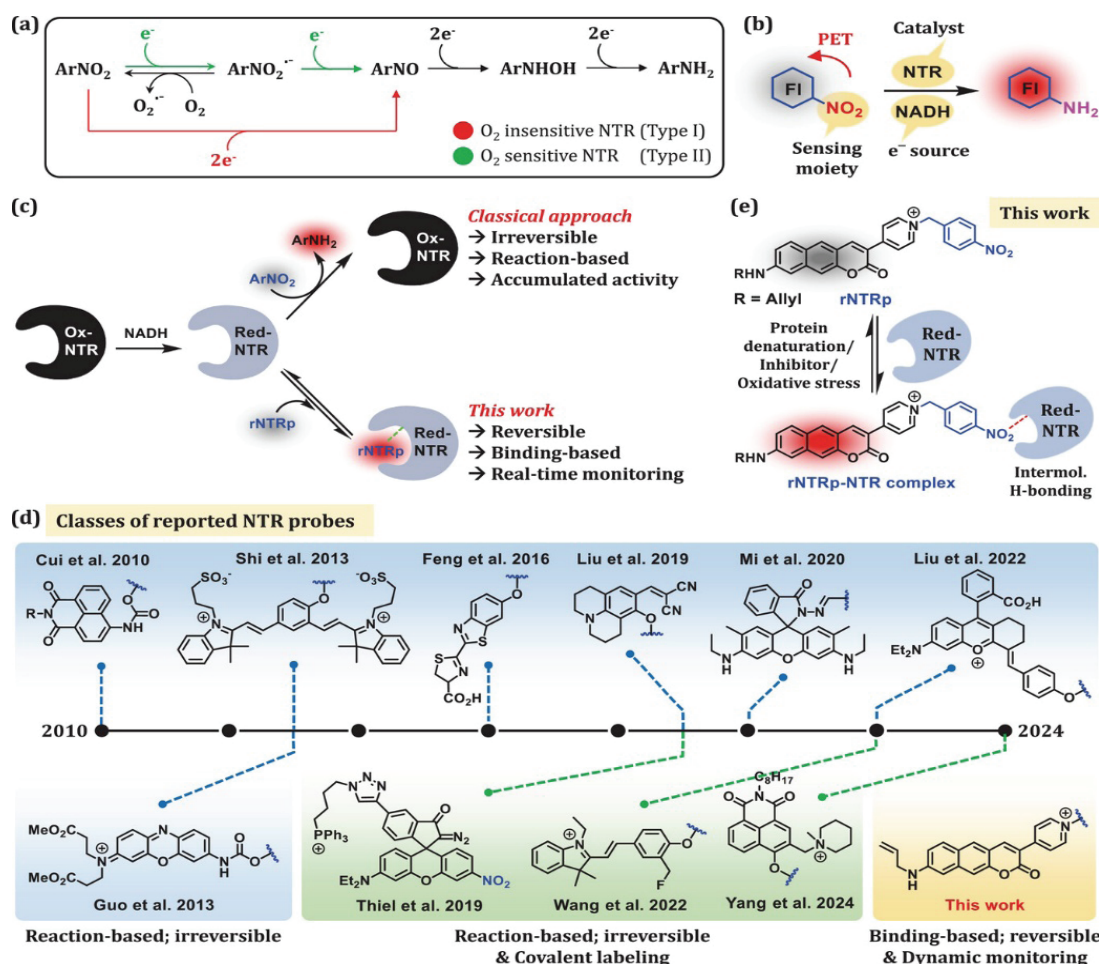 (a)
e- e- 2e- 2e-
ArNO2 ArNO2·- ArNO ArNHOH ArNH2
O2·- O2
2e-
O2 insensitive NTR (Type I)
O2 sensitive NTR (Type II)
(b)
PET
Catalyst
Fl
NO2
NTR
NADH
Fl
NH2
Sensing
moiety
e− source
(c)
Ox-
NTR
NADH
Red-
NTR
ArNH2
ArNO2
Ox-
NTR
Classical approach
→ Irreversible
→ Reaction-based
→ Accumulated activity
rNTRp
rNTRp
Red-
NTR
This work
→ Reversible
→ Binding-based
→ Real-time monitoring
(e)
This work
RHN O O N ⊕ NO2
R = Allyl rNTRp
Protein
denaturation/
Inhibitor/
Oxidative stress
Red-
NTR
RHN O O N ⊕ NO2
Red-
NTR
rNTRp-NTR complex
Intermol.
H-bonding
(d) Classes of reported NTR probes
Cui et al. 2010
R-N O O N H O O
Shi et al. 2013
SO3- O SO3- N ⊕ N ⊕
Feng et al. 2016
O N S N S CO2H
Liu et al. 2019
N O CN CN
Mi et al. 2020
O N-N N H O N H
Liu et al. 2022
CO2H Et2N O ⊕ O
2010 2024
MeO2C MeO2C N ⊕ O N N H O O
Guo et al. 2013
N=N N PPh3 ⊕ O N2 Et2N O NO2
Thiel et al. 2019
N ⊕ O F
Wang et al. 2022
C8H17 O N O N ⊕ Me O
Yang et al. 2024
N H O O N ⊕
This work
Reaction-based; irreversible
Reaction-based; irreversible
& Covalent labeling
Binding-based; reversible
& Dynamic monitoring